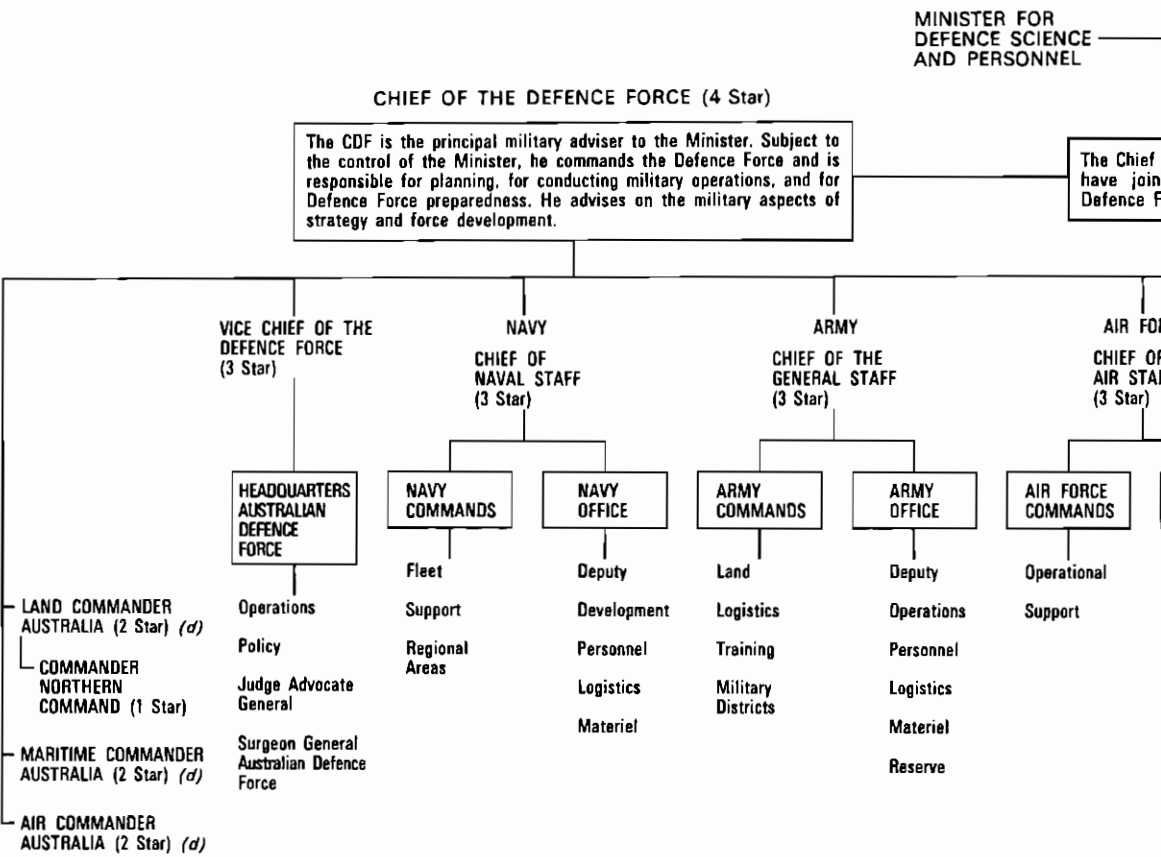 MINISTER FOR
DEFENCE SCIENCE
AND PERSONNEL
CHIEF OF THE DEFENCE FORCE (4 Star)
The CDF is the principal military adviser to the Minister. Subject to
the control of the Minister, he commands the Defence Force and is
responsible for planning, for conducting military operations, and for
Defence Force preparedness. He advises on the military aspects of
strategy and force development.
The Chief
have join
Defence F
VICE CHIEF OF THE
DEFENCE FORCE
(3 Star)
NAVY
CHIEF OF
NAVAL STAFF
(3 Star)
ARMY
CHIEF OF THE
GENERAL STAFF
(3 Star)
AIR FO
CHIEF OF
AIR STA
(3 Star)
HEADQUARTERS
AUSTRALIAN
DEFENCE
FORCE
Operations
Policy
Judge Advocate
General
Surgeon General
Australian Defence
Force
NAVY
COMMANDS
Fleet
Support
Regional
Areas
NAVY
OFFICE
Deputy
Development
Personnel
Logistics
Materiel
ARMY
COMMANDS
Land
Logistics
Training
Military
Districts
ARMY
OFFICE
Deputy
Operations
Personnel
Logistics
Materiel
Reserve
AIR FORCE
COMMANDS
Operational
Support
LAND COMMANDER
AUSTRALIA (2 Star) (d)
COMMANDER
NORTHERN
COMMAND (1 Star)
MARITIME COMMANDER
AUSTRALIA (2 Star) (d)
AIR COMMANDER
AUSTRALIA (2 Star) (d)